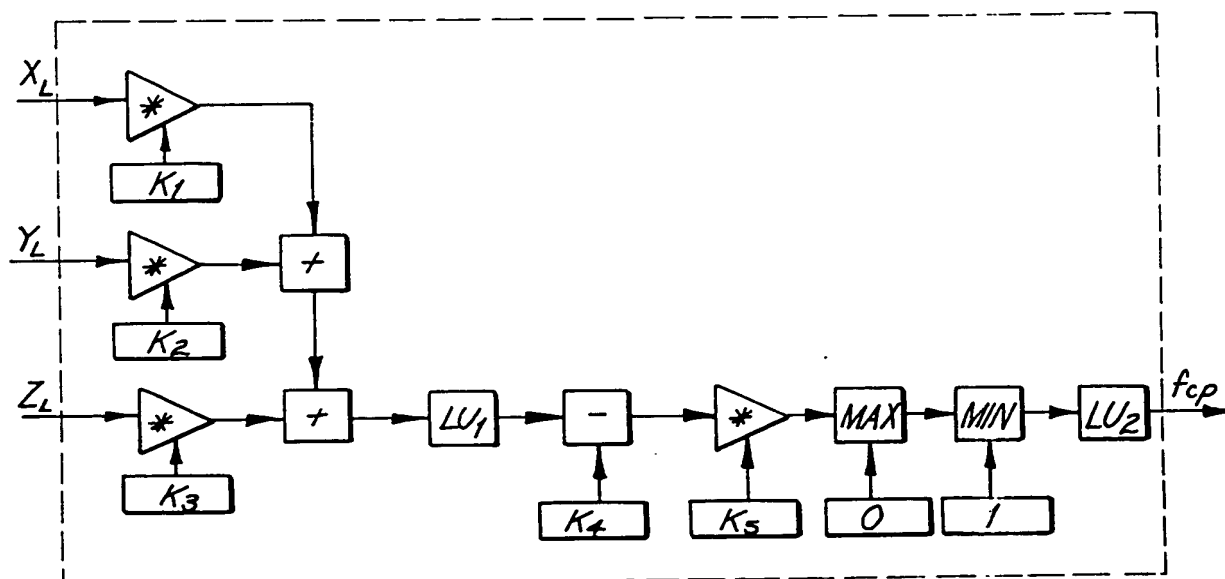 X_L
*
K1
Y_L
*
+
K2
Z_L
*
+
LU1
-
*
MAX
MIN
LU2
fcp
K3
K4
K5
0
1